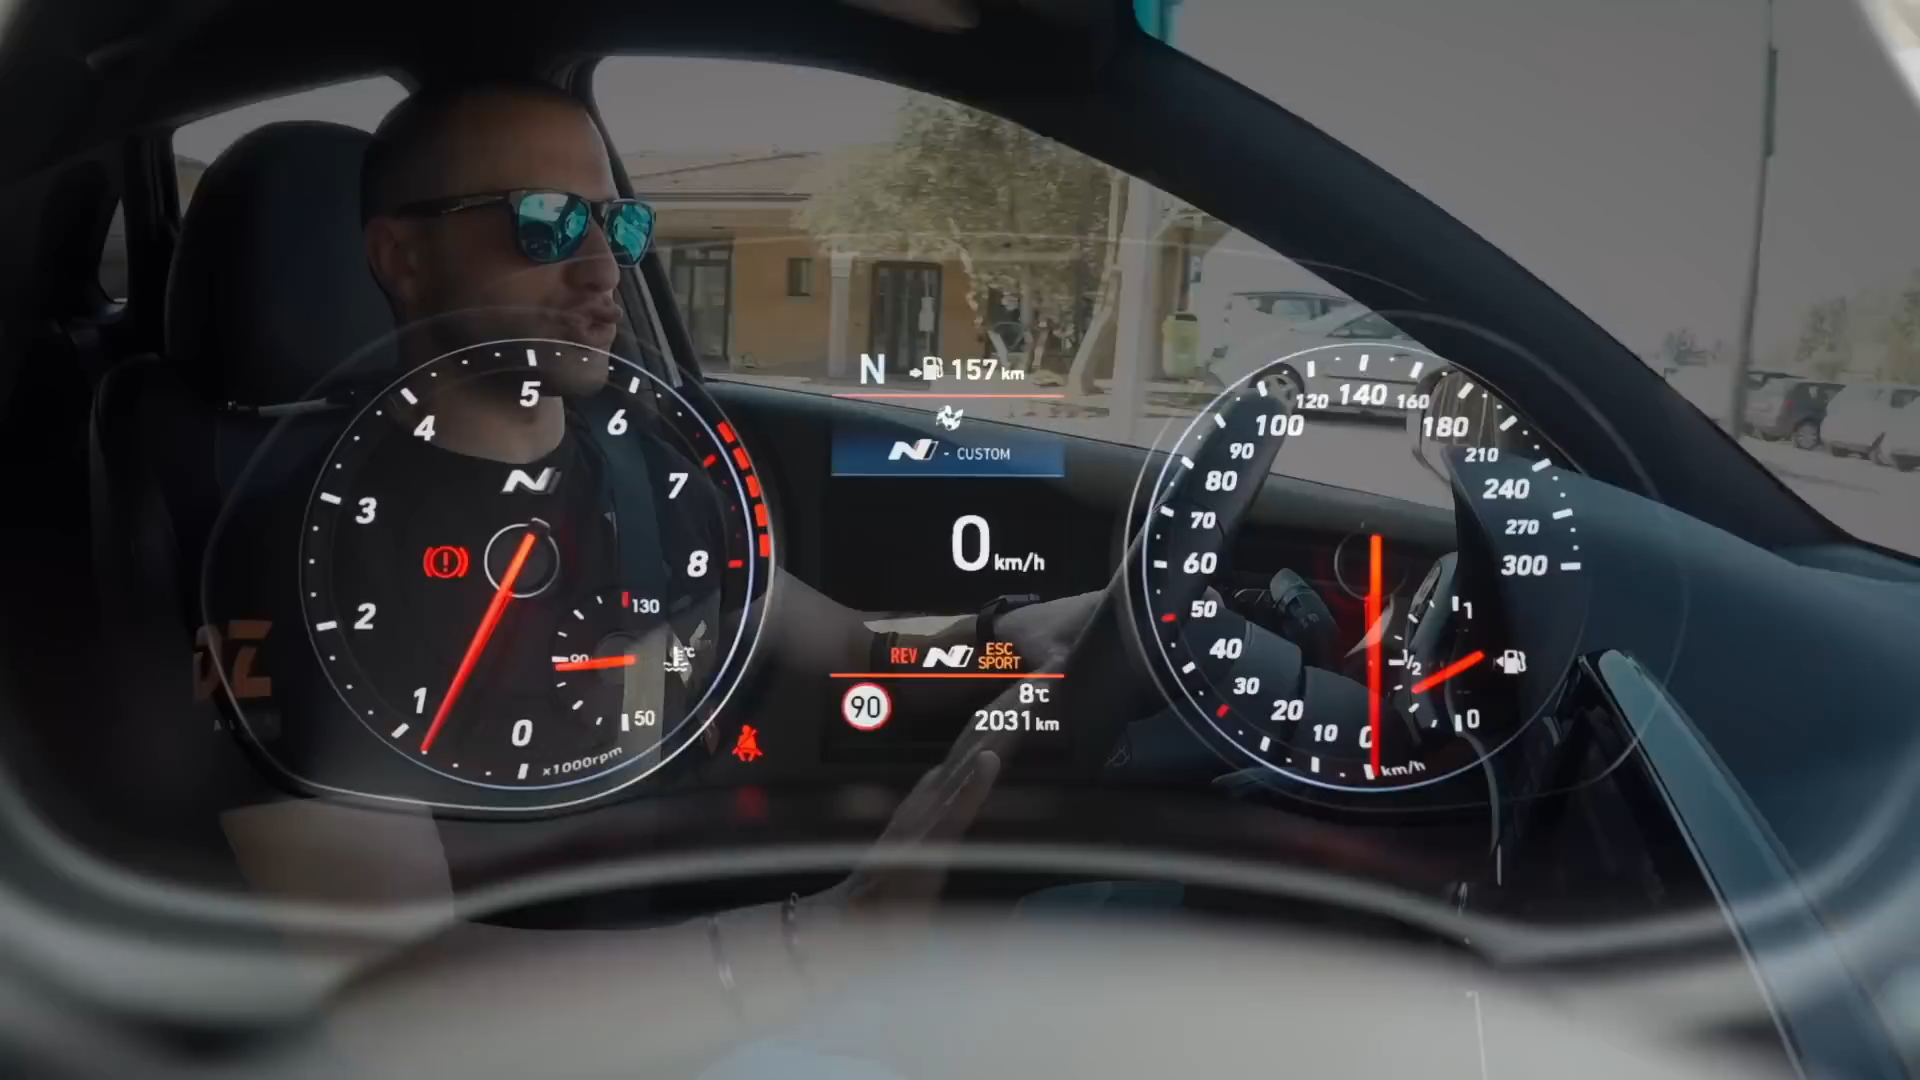 N 157 km
N - CUSTOM
0 km/h
REV N ESC SPORT
90 8°C
2031 km
0 1 2 3 4 5 6 7 8
N
x1000rpm
130
90
50
°C
0 10 20 30 40 50 60 70 80 90 100 120 140 160 180 210 240 270 300
km/h
1
1/2
0